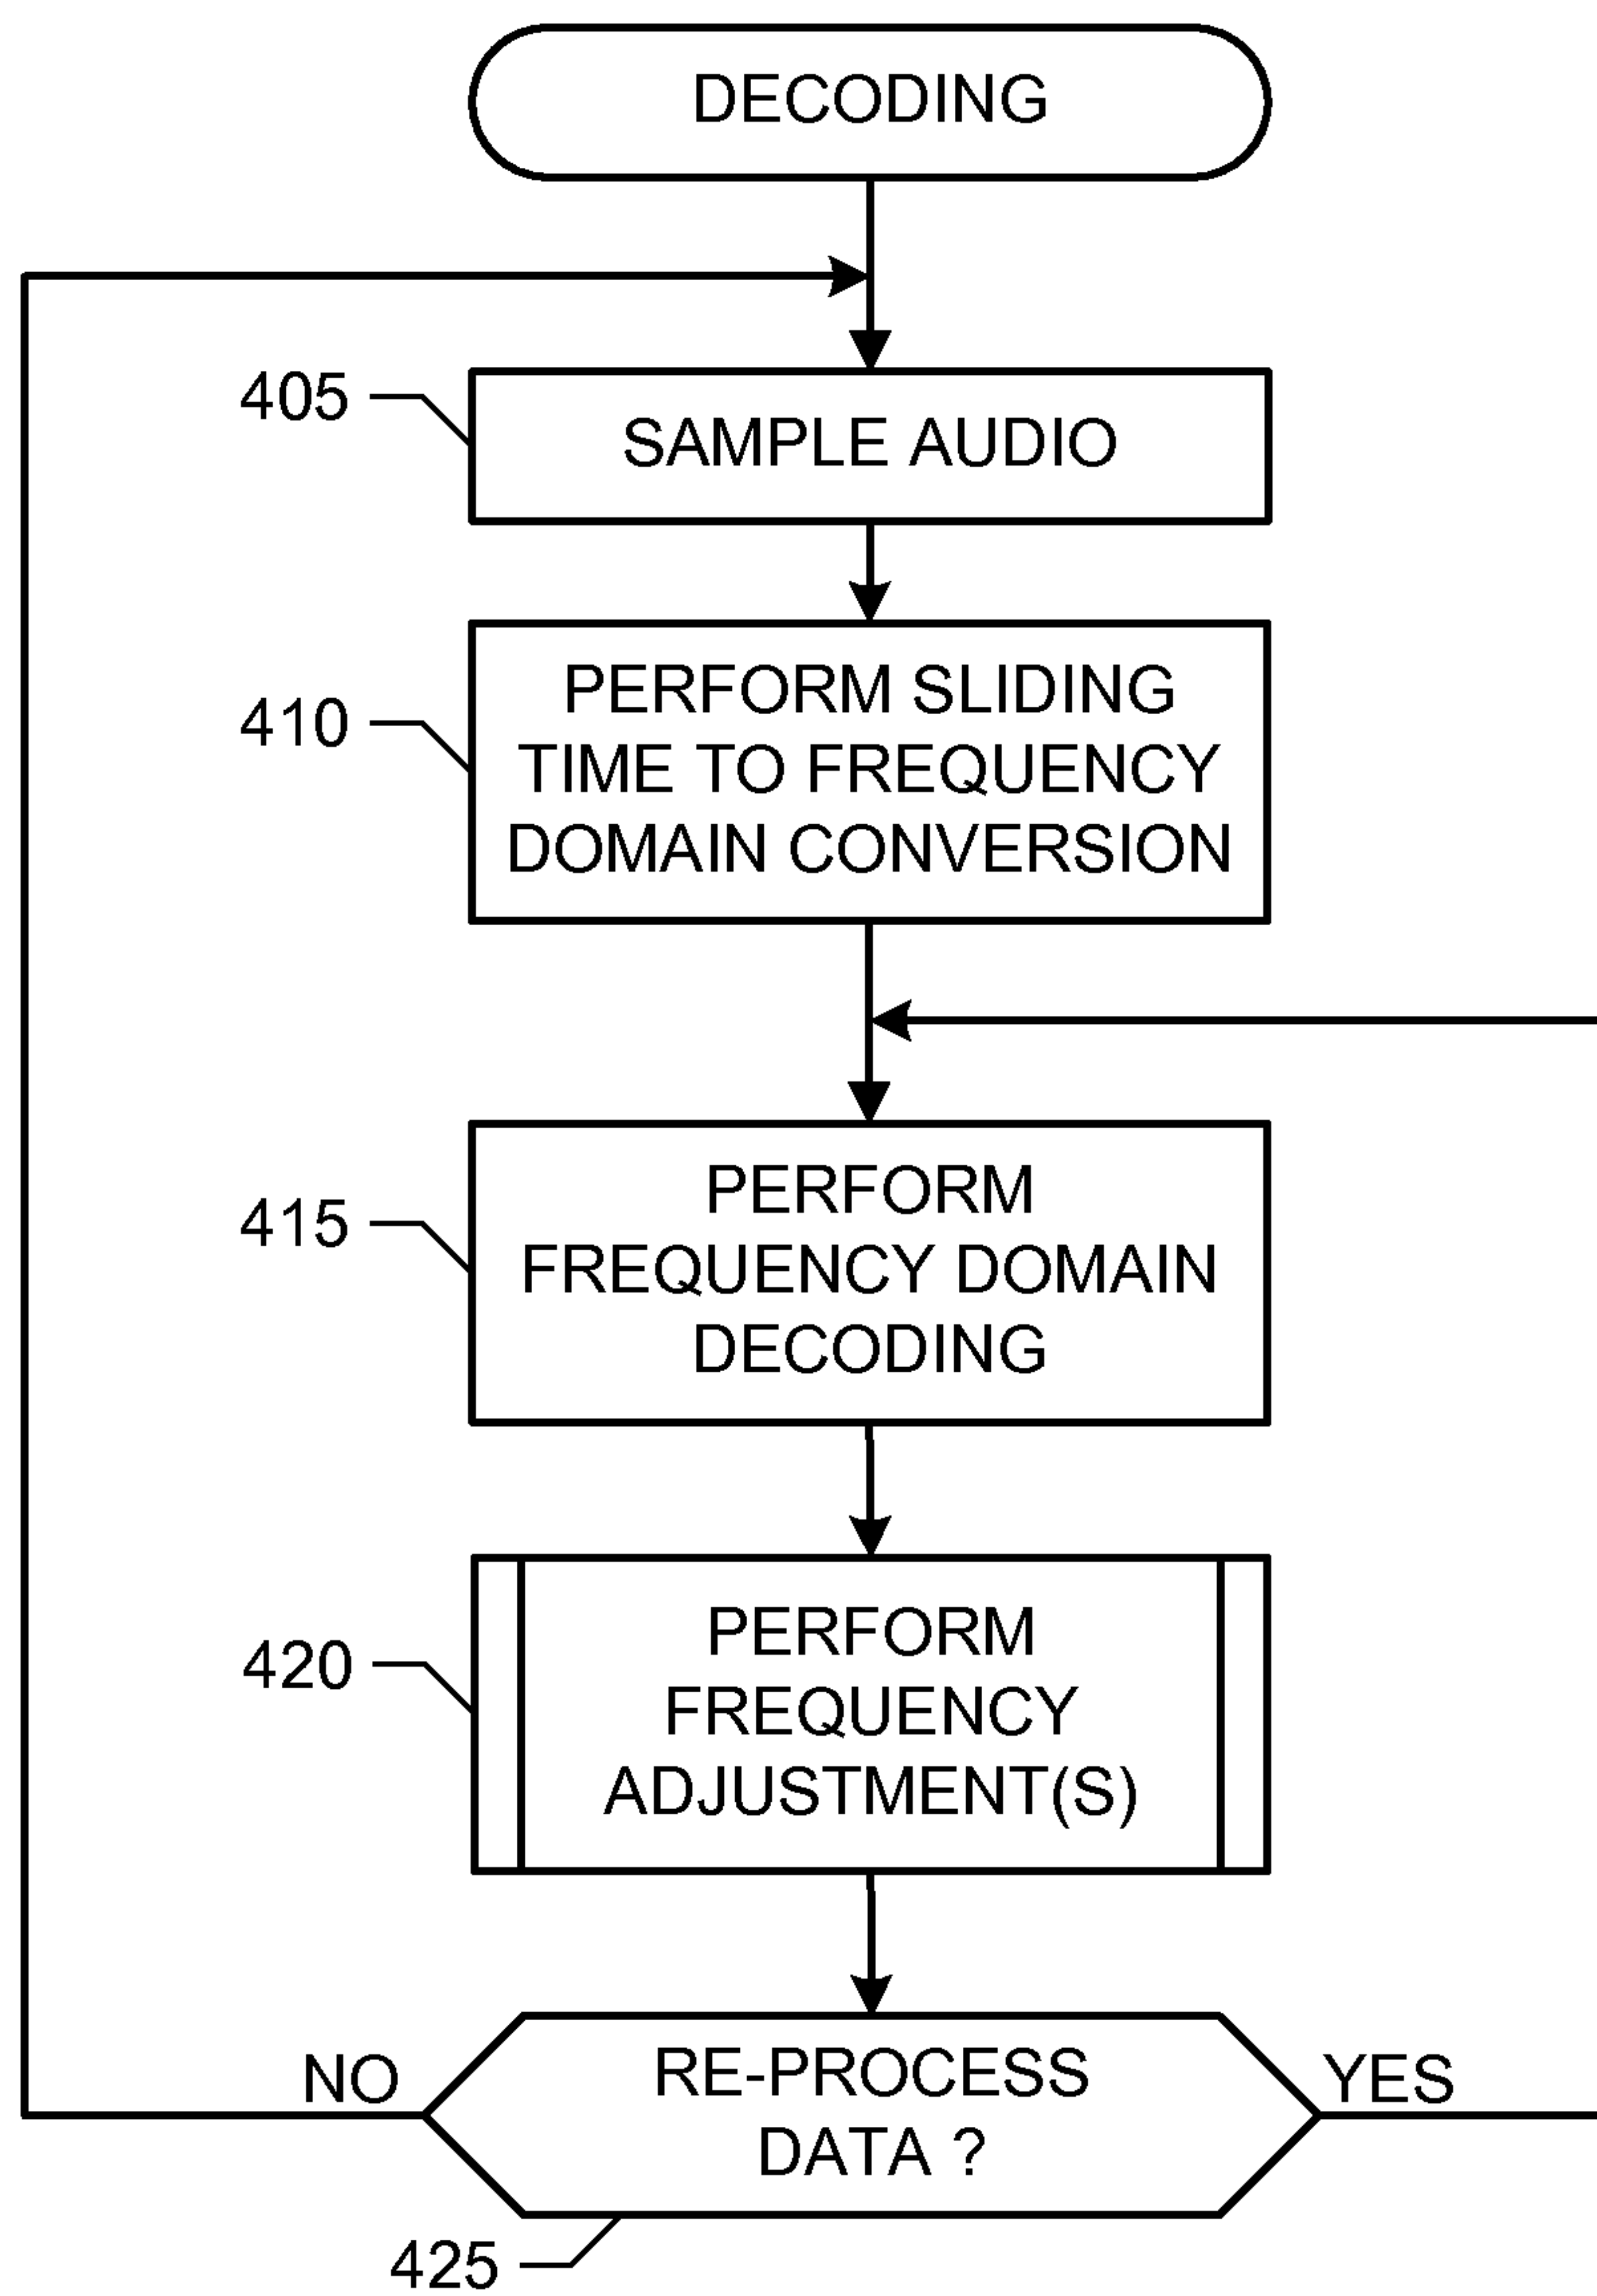 DECODING
405
SAMPLE AUDIO
410
PERFORM SLIDING
TIME TO FREQUENCY
DOMAIN CONVERSION
415
PERFORM
FREQUENCY DOMAIN
DECODING
420
PERFORM
FREQUENCY
ADJUSTMENT(S)
NO
RE-PROCESS
DATA ?
YES
425